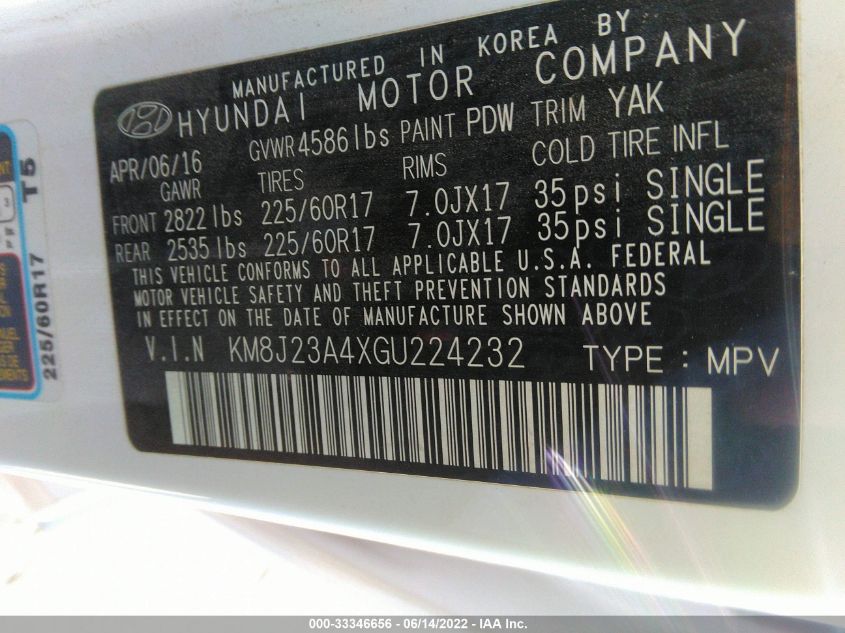 MANUFACTURED IN KOREA BY
HYUNDAI MOTOR COMPANY
APR/06/16 GVWR 4586 lbs PAINT PDW TRIM YAK
GAWR TIRES RIMS COLD TIRE INFL
FRONT 2822 lbs 225/60R17 7.0JX17 35psi SINGLE
REAR 2535 lbs 225/60R17 7.0JX17 35psi SINGLE
THIS VEHICLE CONFORMS TO ALL APPLICABLE U.S.A. FEDERAL
MOTOR VEHICLE SAFETY AND THEFT PREVENTION STANDARDS
IN EFFECT ON THE DATE OF MANUFACTURE SHOWN ABOVE
V.I.N KM8J23A4XGU224232 TYPE : MPV
225/60R17 T5
3
000-33346656 - 06/14/2022 - IAA Inc.